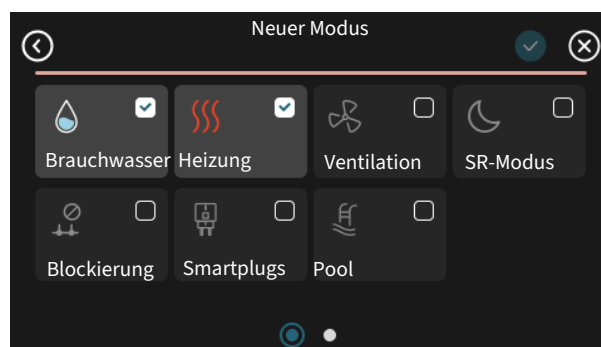 Neuer Modus
Brauchwasser Heizung Ventilation SR-Modus
Blockierung Smartplugs Pool